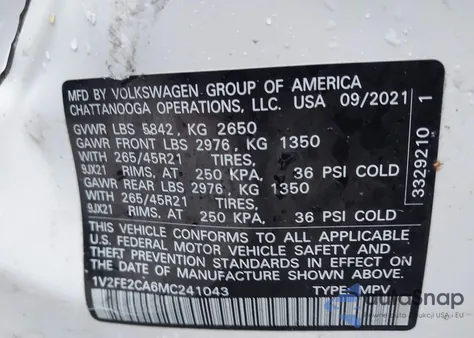 MFD BY VOLKSWAGEN GROUP OF AMERICA
CHATTANOOGA OPERATIONS, LLC. USA 09/2021
GVWR LBS 5842, KG 2650
GAWR FRONT LBS 2976, KG 1350
WITH 265/45R21 TIRES,
9JX21 RIMS, AT 250 KPA, 36 PSI COLD
GAWR REAR LBS 2976, KG 1350
WITH 265/45R21 TIRES,
9JX21 RIMS, AT 250 KPA, 36 PSI COLD
THIS VEHICLE CONFORMS TO ALL APPLICABLE
U.S. FEDERAL MOTOR VEHICLE SAFETY AND
THEFT PREVENTION STANDARDS IN EFFECT ON
THE DATE OF MANUFACTURE SHOWN ABOVE.
1V2FE2CA6MC241043 TYPE: MPV
3329210 1
AutoSnap